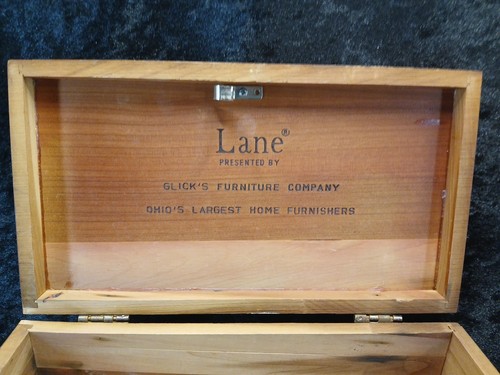 Lane®
PRESENTED BY
GLICK'S FURNITURE COMPANY
OHIO'S LARGEST HOME FURNISHERS